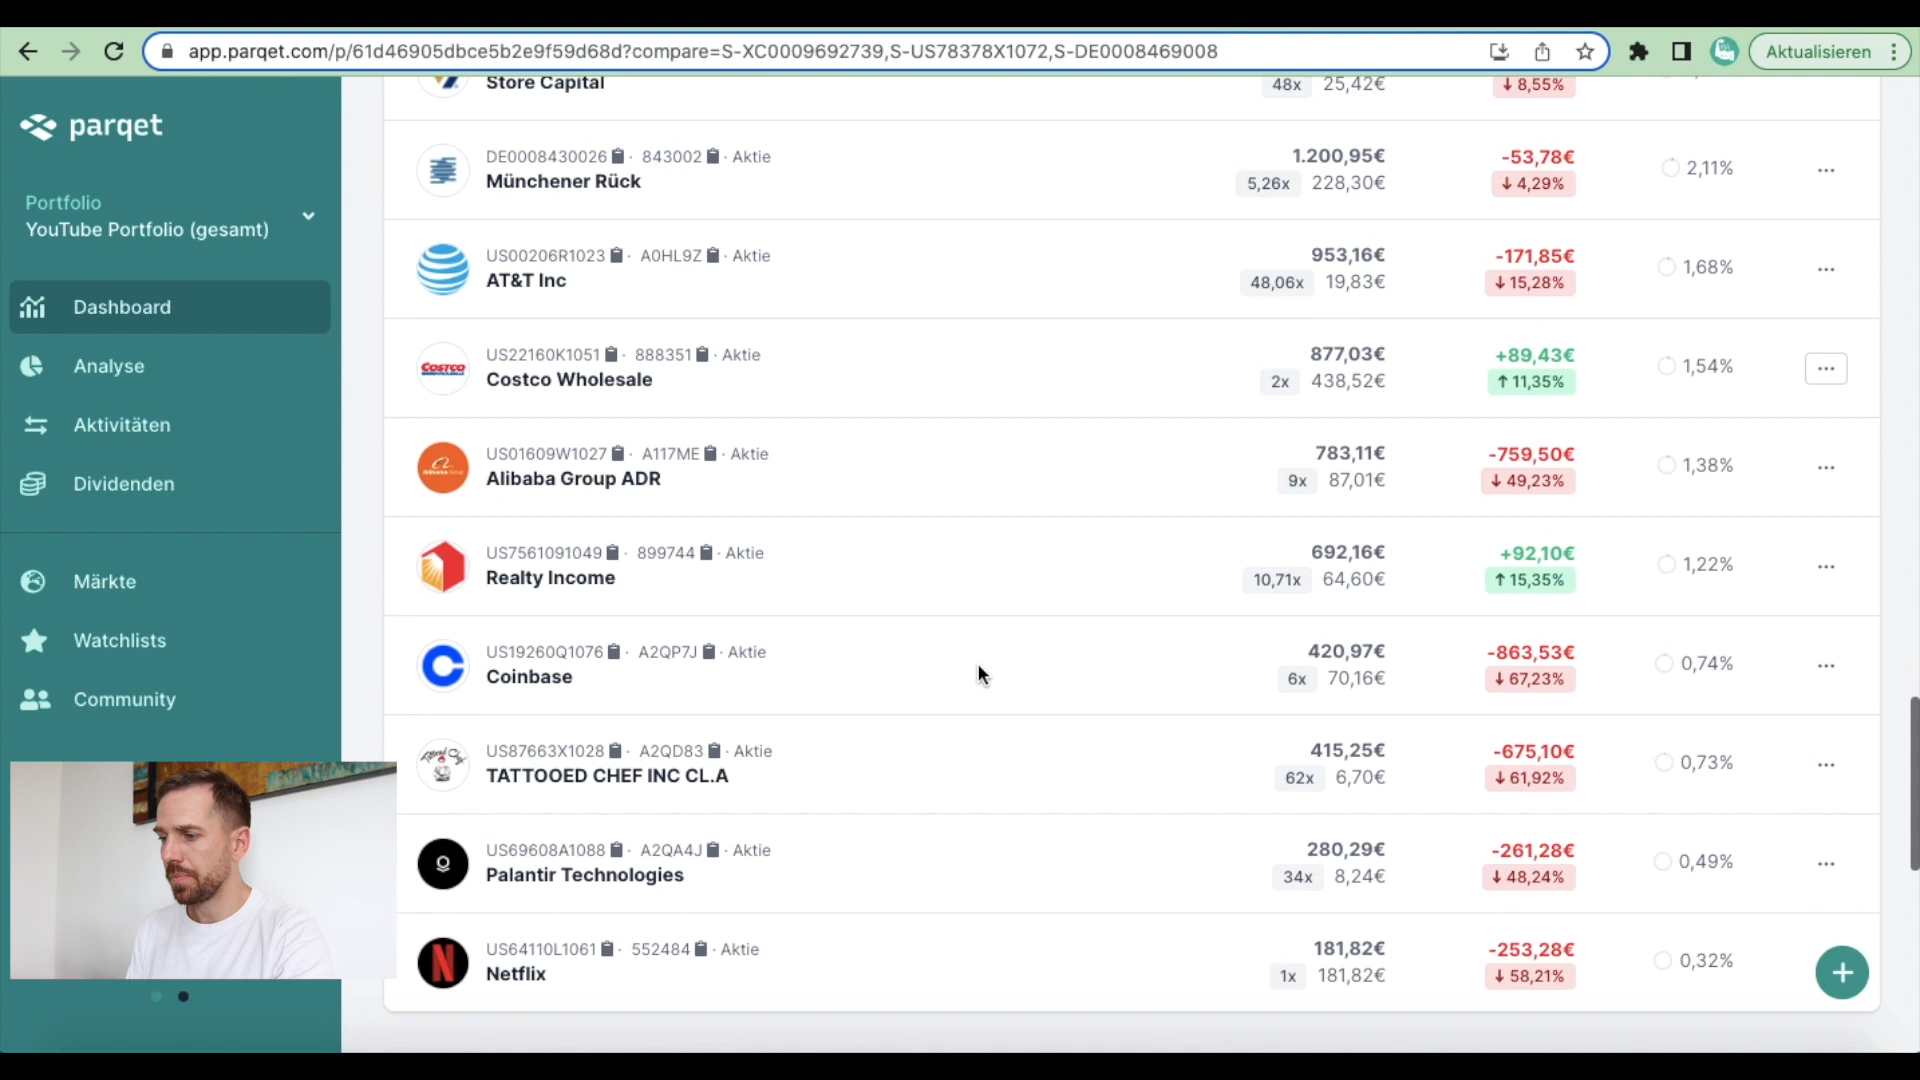 app.parqet.com/p/61d46905dbce5b2e9f59d68d?compare=S-XC0009692739,S-US78378X1072,S-DE0008469008
Aktualisieren
parqet
Portfolio
YouTube Portfolio (gesamt)
Dashboard
Analyse
Aktivitäten
Dividenden
Märkte
Watchlists
Community
Store Capital
48x 25,42€
↓ 8,55%
DE0008430026 · 843002 · Aktie
Münchener Rück
1.200,95€
5,26x 228,30€
-53,78€
↓ 4,29%
2,11%
US00206R1023 · A0HL9Z · Aktie
AT&T Inc
953,16€
48,06x 19,83€
-171,85€
↓ 15,28%
1,68%
COSTCO
US22160K1051 · 888351 · Aktie
Costco Wholesale
877,03€
2x 438,52€
+89,43€
↑ 11,35%
1,54%
US01609W1027 · A117ME · Aktie
Alibaba Group ADR
783,11€
9x 87,01€
-759,50€
↓ 49,23%
1,38%
US7561091049 · 899744 · Aktie
Realty Income
692,16€
10,71x 64,60€
+92,10€
↑ 15,35%
1,22%
US19260Q1076 · A2QP7J · Aktie
Coinbase
420,97€
6x 70,16€
-863,53€
↓ 67,23%
0,74%
US87663X1028 · A2QD83 · Aktie
TATTOOED CHEF INC CL.A
415,25€
62x 6,70€
-675,10€
↓ 61,92%
0,73%
US69608A1088 · A2QA4J · Aktie
Palantir Technologies
280,29€
34x 8,24€
-261,28€
↓ 48,24%
0,49%
US64110L1061 · 552484 · Aktie
Netflix
181,82€
1x 181,82€
-253,28€
↓ 58,21%
0,32%